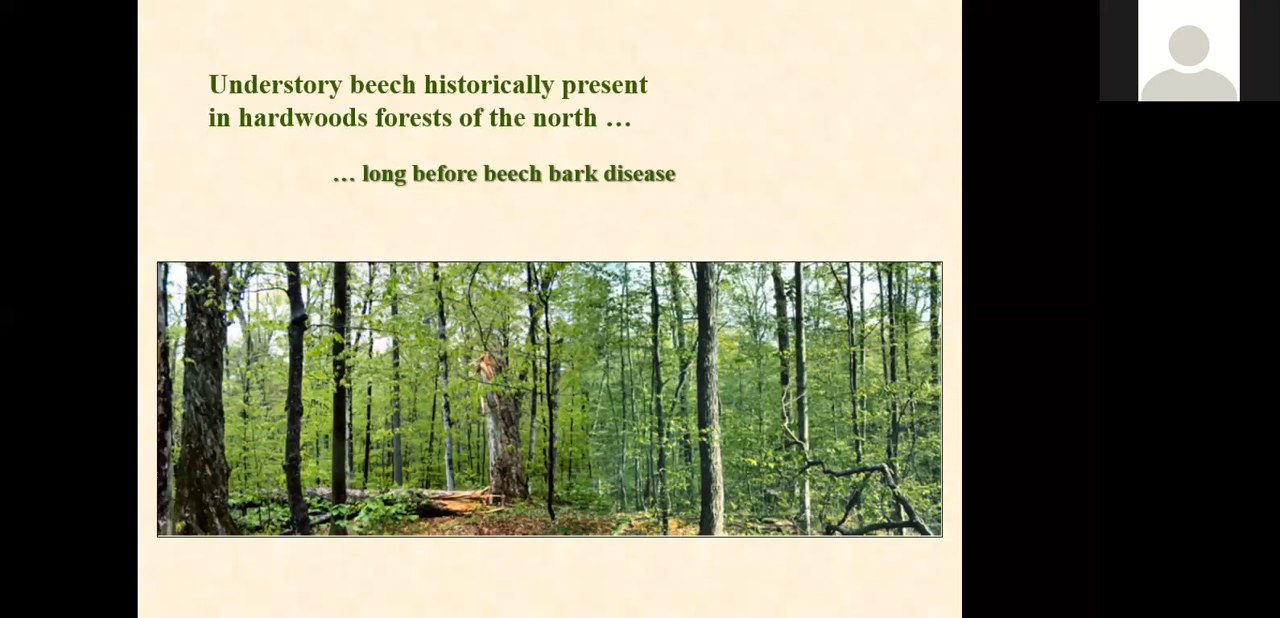 Understory beech historically present
in hardwoods forests of the north …
… long before beech bark disease